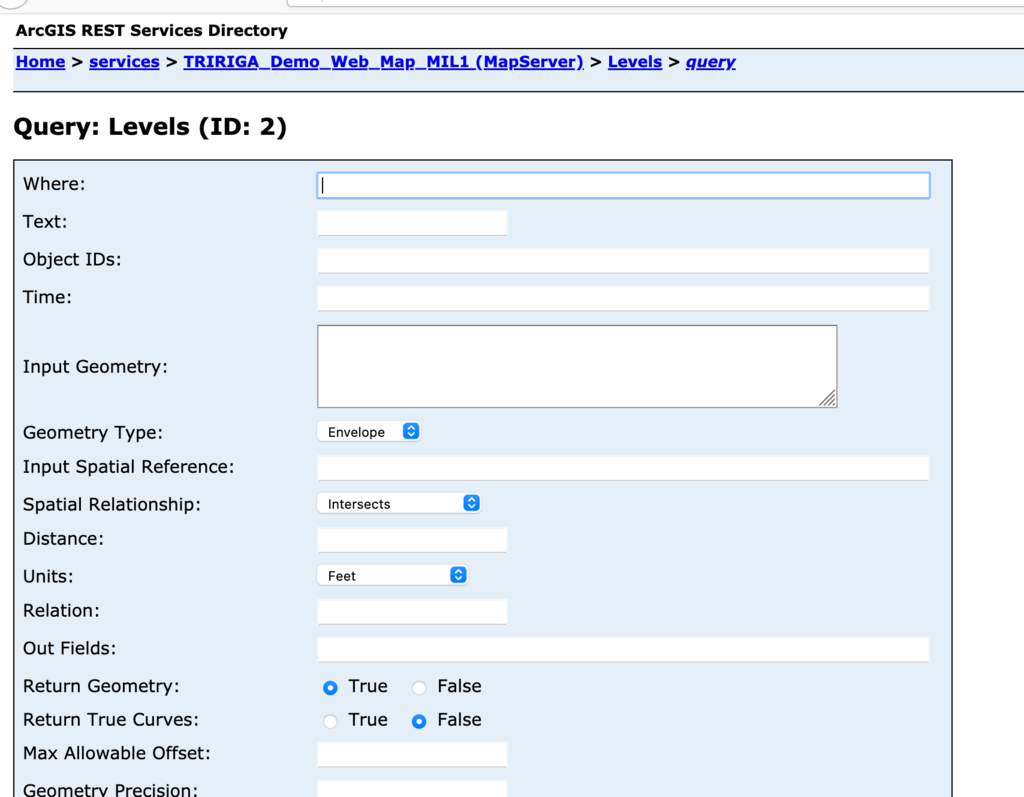 ArcGIS REST Services Directory
Home > services > TRIRIGA_Demo_Web_Map_MIL1 (MapServer) > Levels > query
Query: Levels (ID: 2)
Where:
Text:
Object IDs:
Time:
Input Geometry:
Geometry Type: Envelope
Input Spatial Reference:
Spatial Relationship: Intersects
Distance:
Units: Feet
Relation:
Out Fields:
Return Geometry: True False
Return True Curves: True False
Max Allowable Offset:
Geometry Precision: